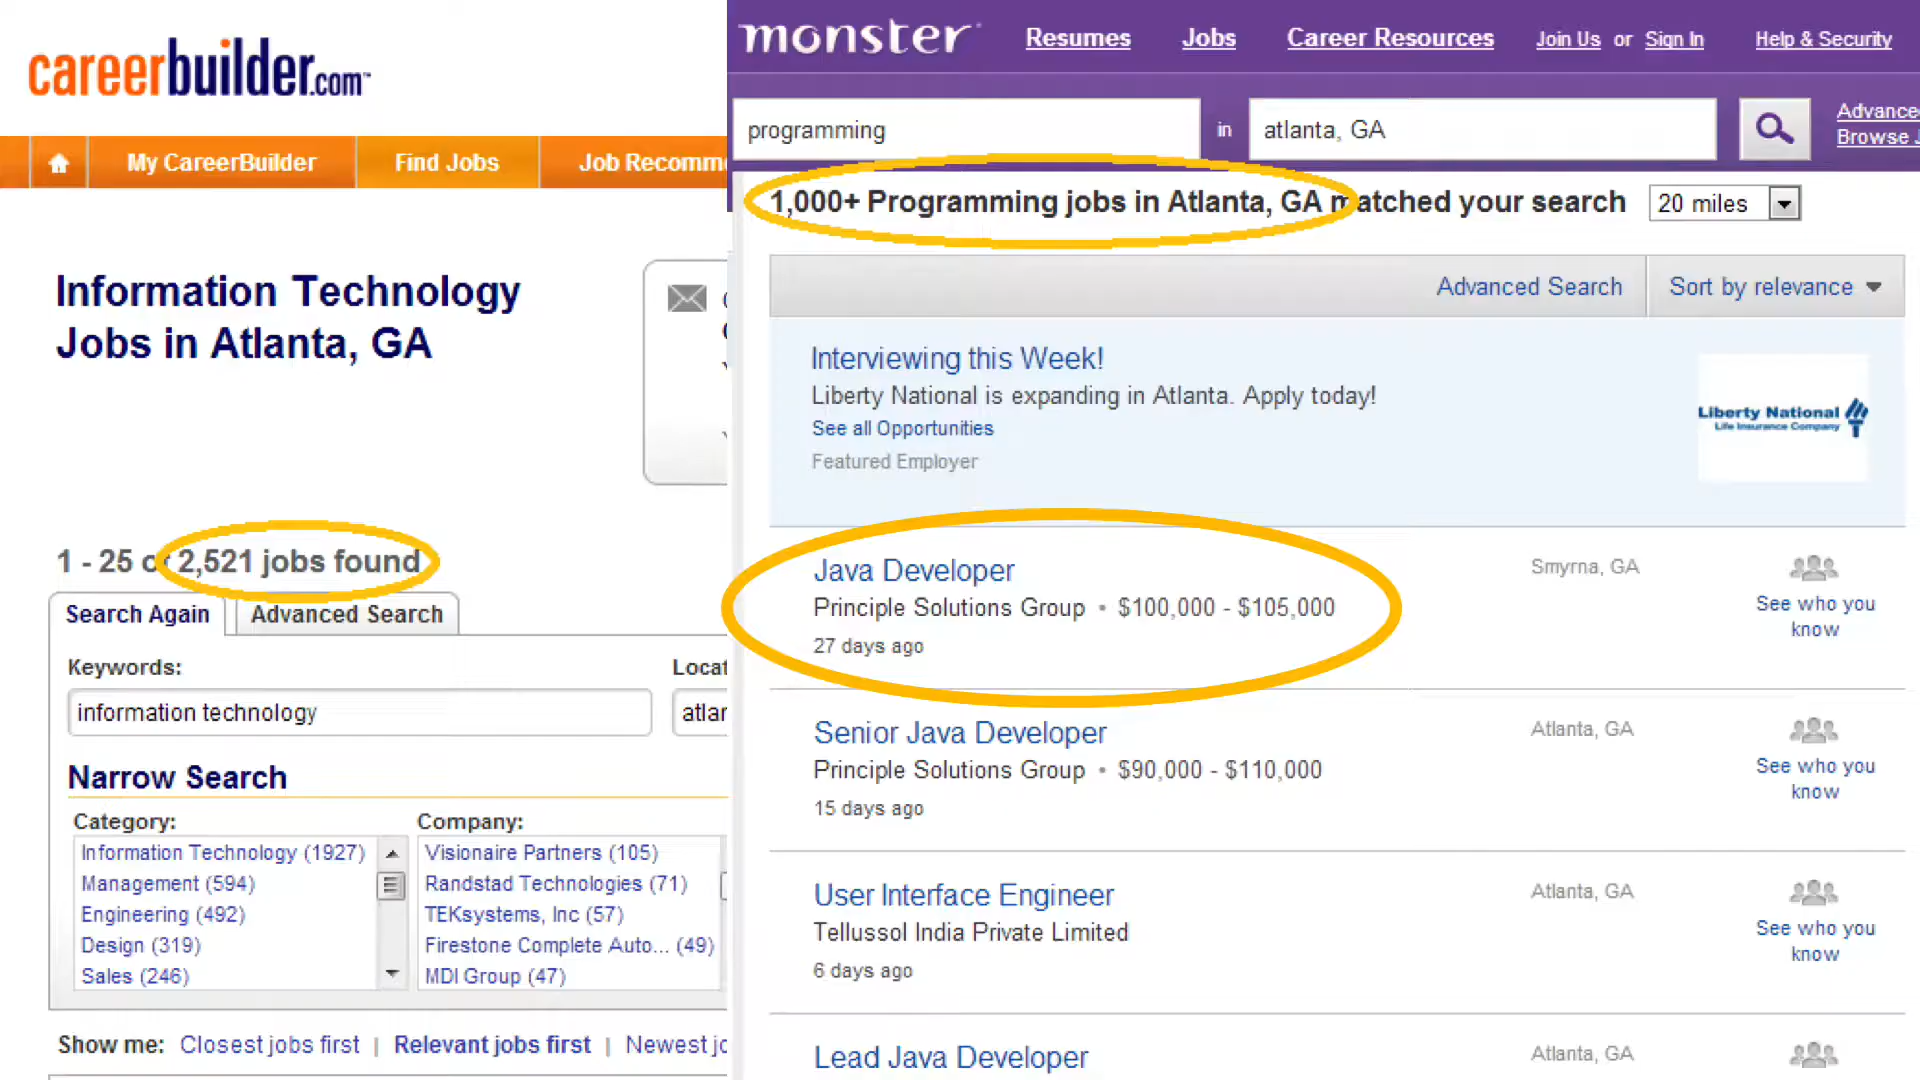 careerbuilder.com™
My CareerBuilder
Find Jobs
Job Recomm
Information Technology
Jobs in Atlanta, GA
1 - 25 of 2,521 jobs found
Search Again
Advanced Search
Keywords:
Locat
information technology
atlar
Narrow Search
Category:
Company:
Information Technology (1927)
Management (594)
Engineering (492)
Design (319)
Sales (246)
Visionaire Partners (105)
Randstad Technologies (71)
TEKsystems, Inc (57)
Firestone Complete Auto... (49)
MDI Group (47)
Show me: Closest jobs first | Relevant jobs first | Newest jo
monster
Resumes
Jobs
Career Resources
Join Us or Sign In
Help & Security
programming
in
atlanta, GA
Advance
Browse J
1,000+ Programming jobs in Atlanta, GA matched your search
20 miles
Advanced Search
Sort by relevance
Interviewing this Week!
Liberty National is expanding in Atlanta. Apply today!
See all Opportunities
Featured Employer
Liberty National
Life Insurance Company
Java Developer
Principle Solutions Group • $100,000 - $105,000
27 days ago
Smyrna, GA
See who you
know
Senior Java Developer
Principle Solutions Group • $90,000 - $110,000
15 days ago
Atlanta, GA
See who you
know
User Interface Engineer
Tellussol India Private Limited
6 days ago
Atlanta, GA
See who you
know
Lead Java Developer
Atlanta, GA